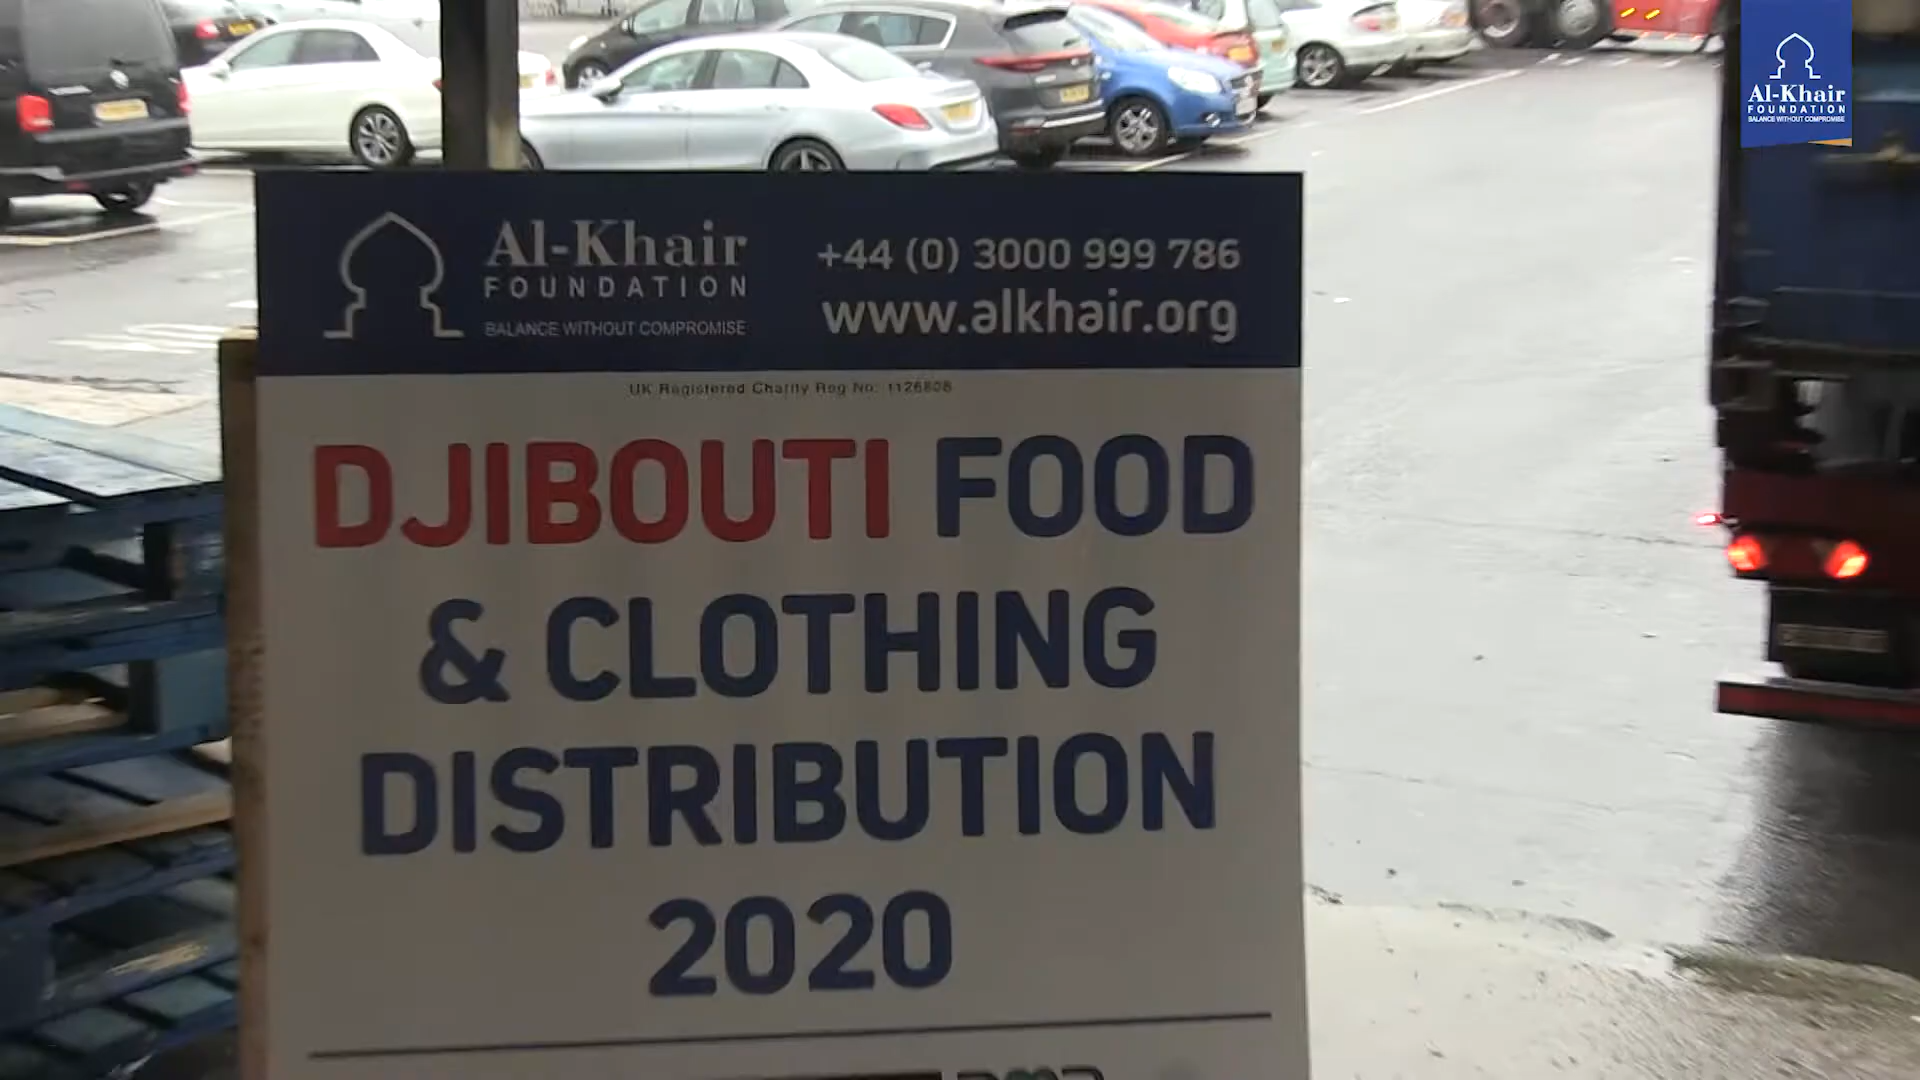 Al-Khair
FOUNDATION
BALANCE WITHOUT COMPROMISE
+44 (0) 3000 999 786
www.alkhair.org
UK Registered Charity Reg No: 1126808
DJIBOUTI FOOD
& CLOTHING
DISTRIBUTION
2020
Al-Khair
FOUNDATION
BALANCE WITHOUT COMPROMISE